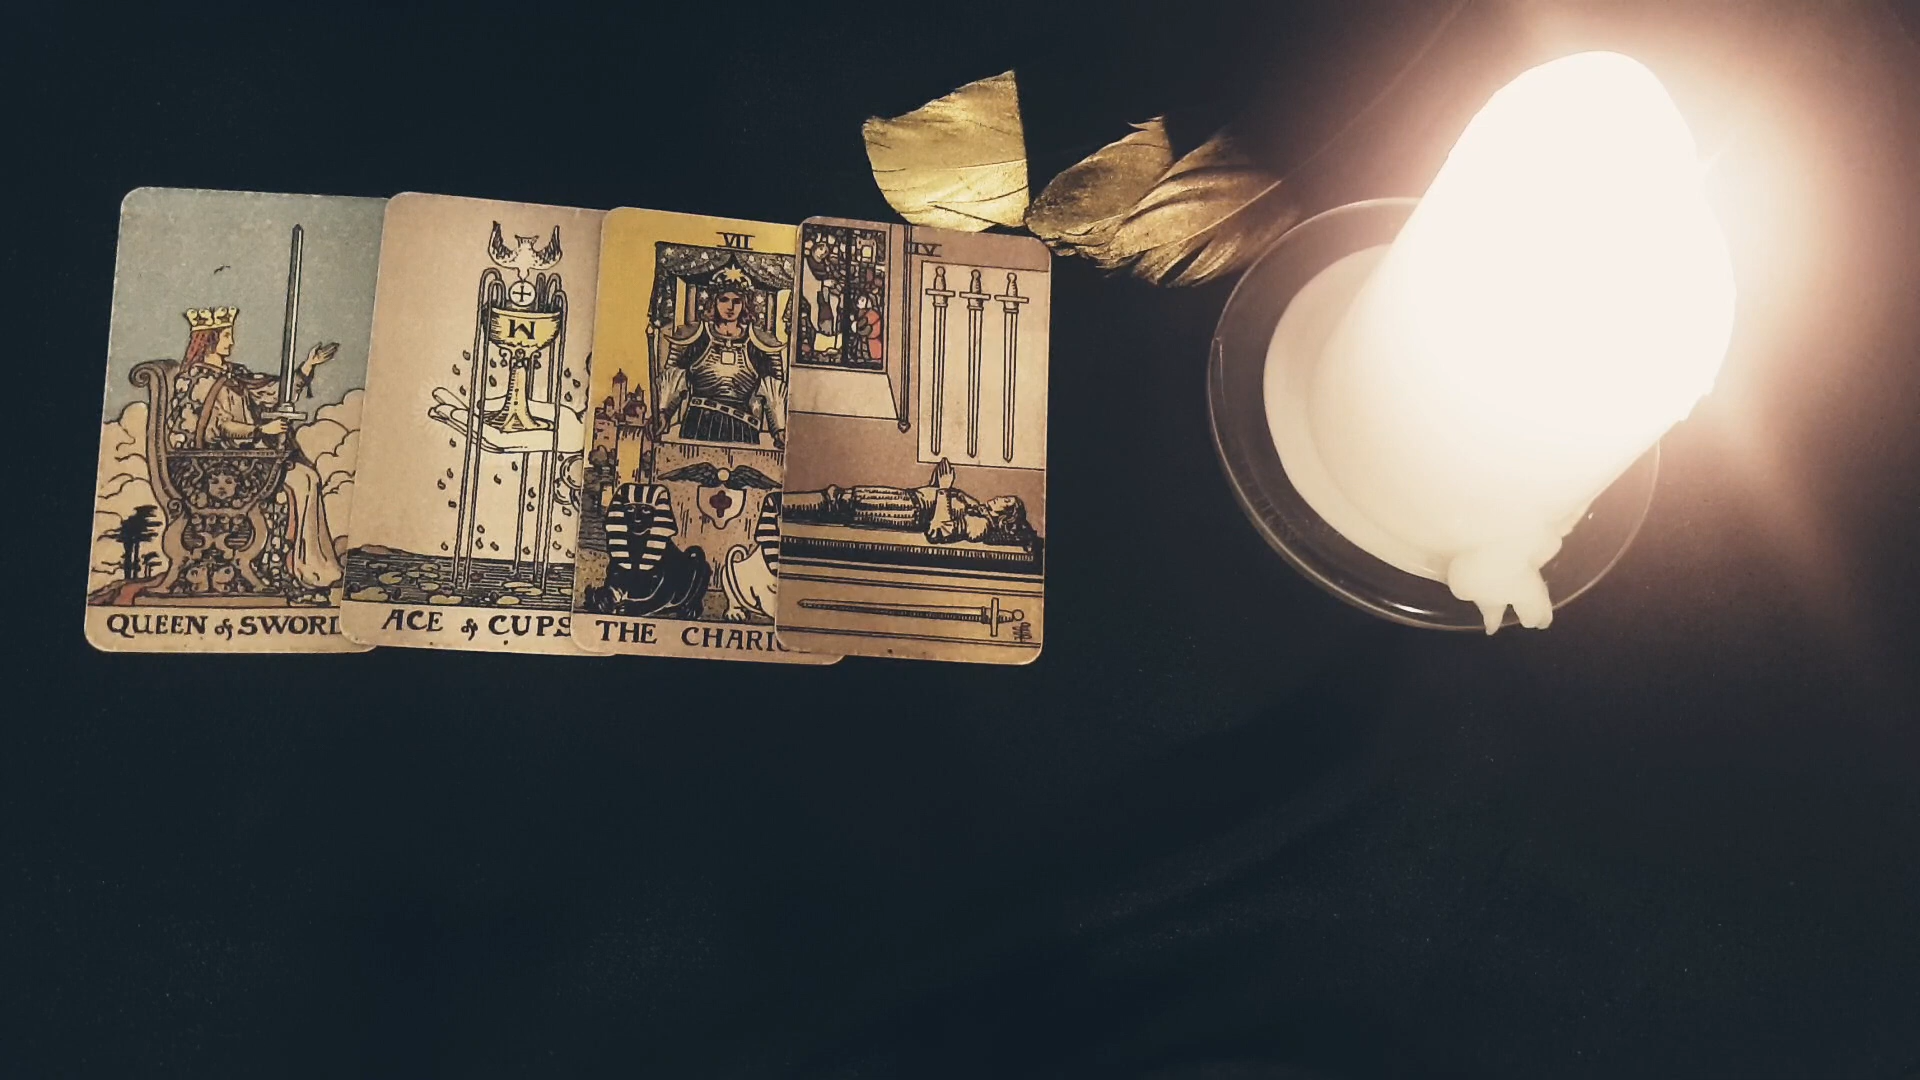 VII
IV
QUEEN of SWORD
ACE of CUPS
THE CHARIO